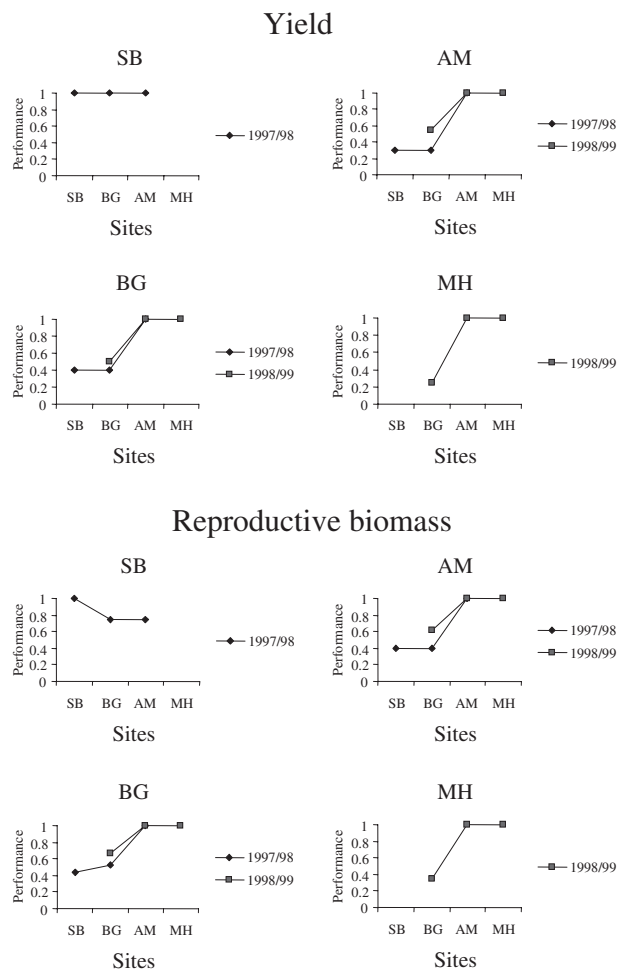 Yield
SB
1
0.8
0.6
0.4
0.2
0
Performance
SB BG AM MH
Sites
1997/98
AM
1
0.8
0.6
0.4
0.2
0
Performance
SB BG AM MH
Sites
1997/98
1998/99
BG
1
0.8
0.6
0.4
0.2
0
Performance
SB BG AM MH
Sites
1997/98
1998/99
MH
1
0.8
0.6
0.4
0.2
0
Performance
SB BG AM MH
Sites
1998/99
Reproductive biomass
SB
1
0.8
0.6
0.4
0.2
0
Performance
SB BG AM MH
Sites
1997/98
AM
1
0.8
0.6
0.4
0.2
0
Performance
SB BG AM MH
Sites
1997/98
1998/99
BG
1
0.8
0.6
0.4
0.2
0
Performance
SB BG AM MH
Sites
1997/98
1998/99
MH
1
0.8
0.6
0.4
0.2
0
Performance
SB BG AM MH
Sites
1998/99